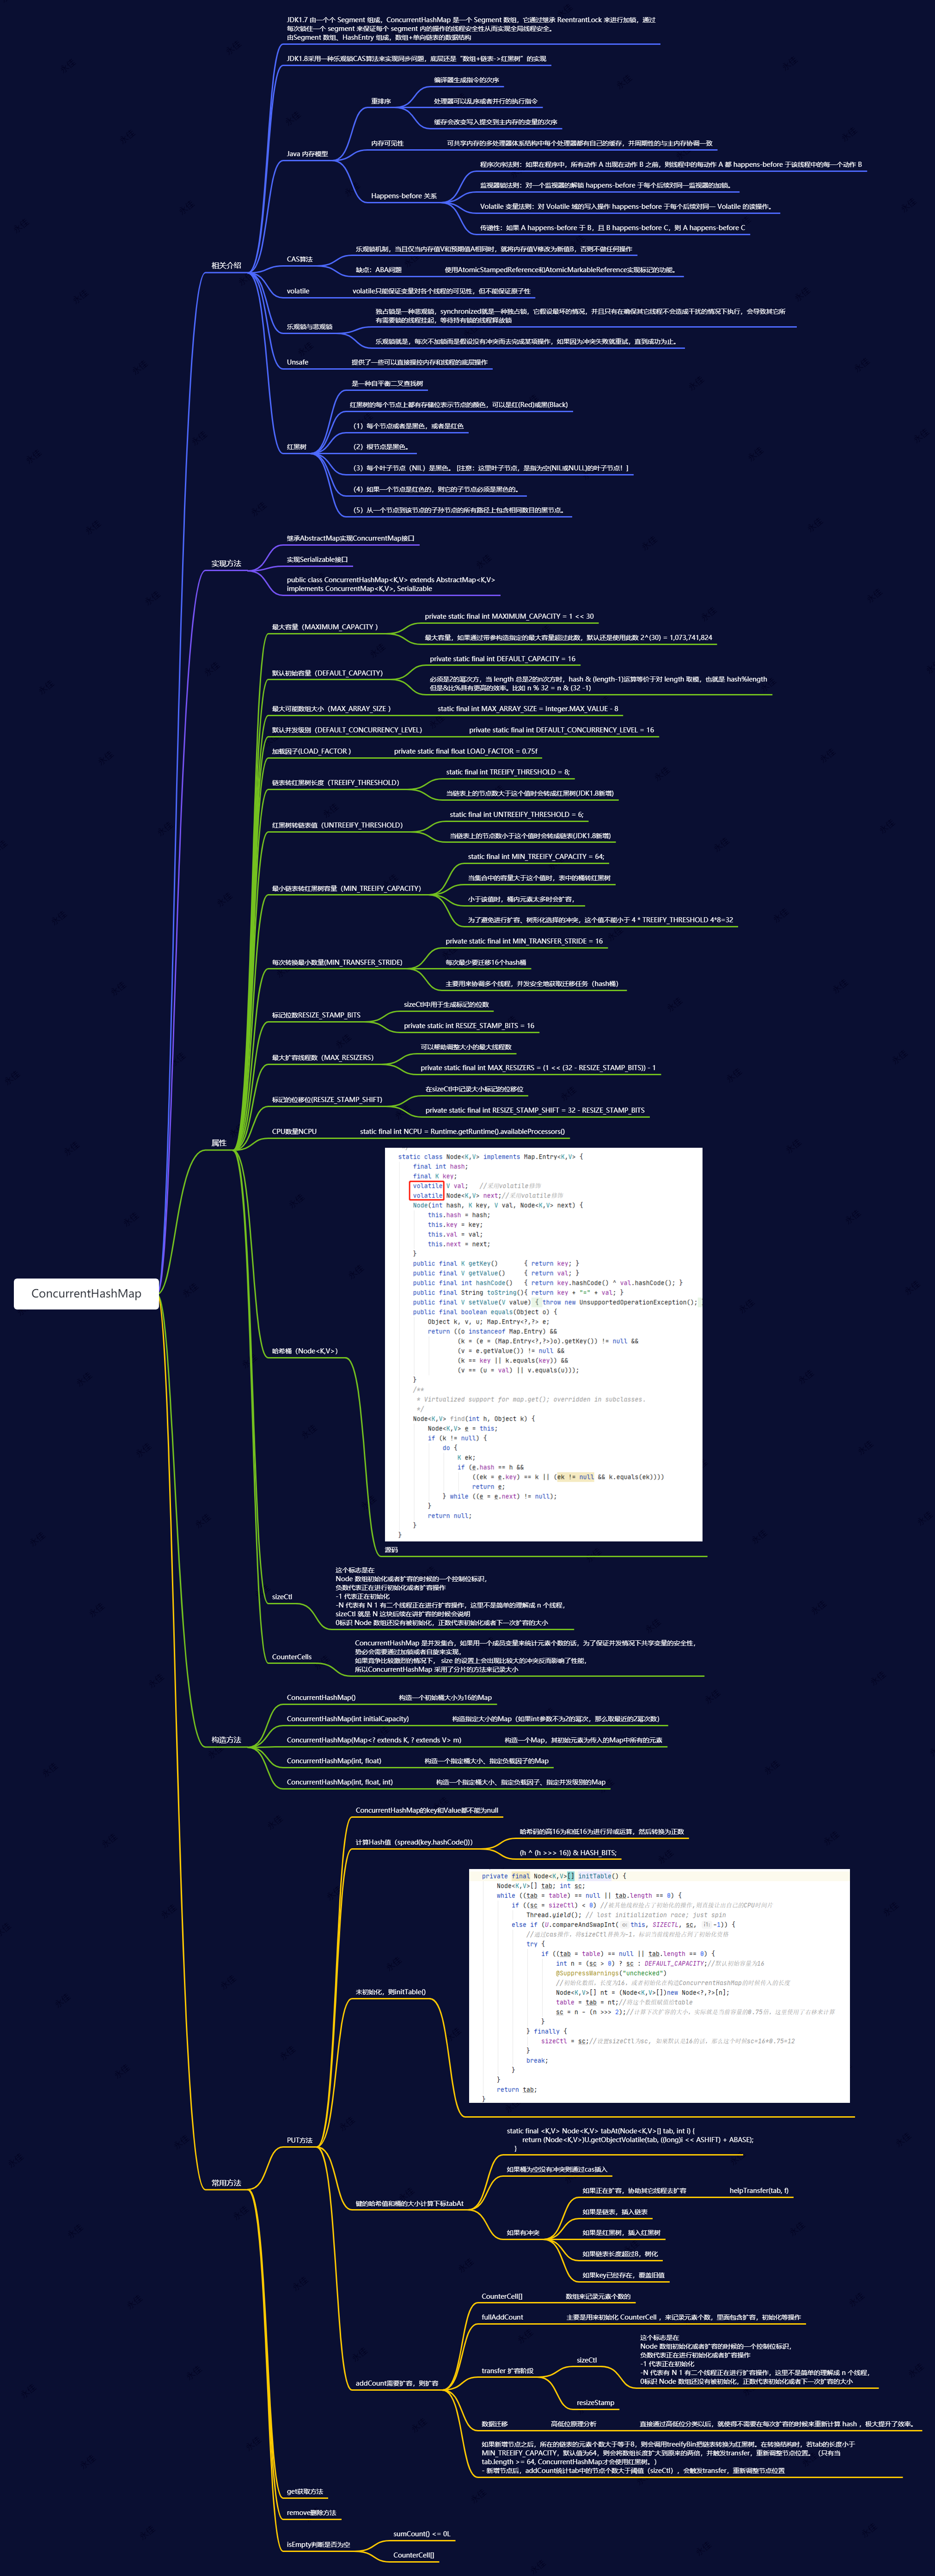 JDK1.7 由一个个 Segment 组成，ConcurrentHashMap 是一个 Segment 数组，它通过继承 ReentrantLock 来进行加锁，通过
每次锁住一个 segment 来保证每个 segment 内的操作的线程安全性从而实现全局线程安全。
由Segment 数组、HashEntry 组成，数组+单向链表的数据结构
JDK1.8采用一种乐观锁CAS算法来实现同步问题，底层还是“数组+链表->红黑树”的实现
编译器生成指令的次序
重排序
处理器可以乱序或者并行的执行指令
缓存会改变写入提交到主内存的变量的次序
Java 内存模型
内存可见性
可共享内存的多处理器体系结构中每个处理器都有自己的缓存，并周期性的与主内存协调一致
程序次序法则：如果在程序中，所有动作 A 出现在动作 B 之前，则线程中的每动作 A 都 happens-before 于该线程中的每一个动作 B
监视器锁法则：对一个监视器的解锁 happens-before 于每个后续对同一监视器的加锁。
Happens-before 关系
Volatile 变量法则：对 Volatile 域的写入操作 happens-before 于每个后续对同一 Volatile 的读操作。
传递性：如果 A happens-before 于 B，且 B happens-before C，则 A happens-before C
相关介绍
乐观锁机制，当且仅当内存值V和预期值A相同时，就将内存值V修改为新值B，否则不做任何操作
CAS算法
缺点：ABA问题
使用AtomicStampedReference和AtomicMarkableReference实现标记的功能。
volatile
volatile只能保证变量对各个线程的可见性，但不能保证原子性
独占锁是一种悲观锁，synchronized就是一种独占锁，它假设最坏的情况，并且只有在确保其它线程不会造成干扰的情况下执行，会导致其它所
有需要锁的线程挂起，等待持有锁的线程释放锁
乐观锁与悲观锁
乐观锁就是，每次不加锁而是假设没有冲突而去完成某项操作，如果因为冲突失败就重试，直到成功为止。
Unsafe
提供了一些可以直接操控内存和线程的底层操作
是一种自平衡二叉查找树
红黑树的每个节点上都有存储位表示节点的颜色，可以是红(Red)或黑(Black)
（1）每个节点或者是黑色，或者是红色
红黑树
（2）根节点是黑色。
（3）每个叶子节点（NIL）是黑色。 [注意：这里叶子节点，是指为空(NIL或NULL)的叶子节点！]
（4）如果一个节点是红色的，则它的子节点必须是黑色的。
（5）从一个节点到该节点的子孙节点的所有路径上包含相同数目的黑节点。
继承AbstractMap实现ConcurrentMap接口
实现方法
实现Serializable接口
public class ConcurrentHashMap<K,V> extends AbstractMap<K,V>
implements ConcurrentMap<K,V>, Serializable
private static final int MAXIMUM_CAPACITY = 1 << 30
最大容量（MAXIMUM_CAPACITY ）
最大容量，如果通过带参构造指定的最大容量超过此数，默认还是使用此数 2^(30) = 1,073,741,824
private static final int DEFAULT_CAPACITY = 16
默认初始容量（DEFAULT_CAPACITY）
必须是2的幂次方，当 length 总是2的n次方时，hash & (length-1)运算等价于对 length 取模，也就是 hash%length
但是&比%具有更高的效率。比如 n % 32 = n & (32 -1)
最大可能数组大小（MAX_ARRAY_SIZE ）
static final int MAX_ARRAY_SIZE = Integer.MAX_VALUE - 8
默认并发级别（DEFAULT_CONCURRENCY_LEVEL）
private static final int DEFAULT_CONCURRENCY_LEVEL = 16
加载因子(LOAD_FACTOR )
private static final float LOAD_FACTOR = 0.75f
static final int TREEIFY_THRESHOLD = 8;
链表转红黑树长度（TREEIFY_THRESHOLD）
当链表上的节点数大于这个值时会转成红黑树(JDK1.8新增)
static final int UNTREEIFY_THRESHOLD = 6;
红黑树转链表值（UNTREEIFY_THRESHOLD）
当链表上的节点数小于这个值时会转成链表(JDK1.8新增)
static final int MIN_TREEIFY_CAPACITY = 64;
当集合中的容量大于这个值时，表中的桶转红黑树
最小链表转红黑树容量（MIN_TREEIFY_CAPACITY）
小于该值时，桶内元素太多时会扩容，
为了避免进行扩容、树形化选择的冲突，这个值不能小于 4 * TREEIFY_THRESHOLD 4*8=32
private static final int MIN_TRANSFER_STRIDE = 16
每次转换最小数量(MIN_TRANSFER_STRIDE)
每次最少要迁移16个hash桶
主要用来协调多个线程，并发安全地获取迁移任务（hash桶）
sizeCtl中用于生成标记的位数
标记位数RESIZE_STAMP_BITS
private static int RESIZE_STAMP_BITS = 16
可以帮助调整大小的最大线程数
最大扩容线程数（MAX_RESIZERS）
private static final int MAX_RESIZERS = (1 << (32 - RESIZE_STAMP_BITS)) - 1
在sizeCtl中记录大小标记的位移位
标记的位移位(RESIZE_STAMP_SHIFT)
private static final int RESIZE_STAMP_SHIFT = 32 - RESIZE_STAMP_BITS
CPU数量NCPU
static final int NCPU = Runtime.getRuntime().availableProcessors()
属性
static class Node<K,V> implements Map.Entry<K,V> {
final int hash;
final K key;
volatile V val; //采用volatile修饰
volatile Node<K,V> next;//采用volatile修饰
Node(int hash, K key, V val, Node<K,V> next) {
this.hash = hash;
this.key = key;
this.val = val;
this.next = next;
}
public final K getKey() { return key; }
public final V getValue() { return val; }
public final int hashCode() { return key.hashCode() ^ val.hashCode(); }
public final String toString(){ return key + "=" + val; }
public final V setValue(V value) { throw new UnsupportedOperationException(); }
public final boolean equals(Object o) {
Object k, v, u; Map.Entry<?,?> e;
return ((o instanceof Map.Entry) &&
(k = (e = (Map.Entry<?,?>)o).getKey()) != null &&
(v = e.getValue()) != null &&
(k == key || k.equals(key)) &&
(v == (u = val) || v.equals(u)));
}
/**
* Virtualized support for map.get(); overridden in subclasses.
*/
Node<K,V> find(int h, Object k) {
Node<K,V> e = this;
if (k != null) {
do {
K ek;
if (e.hash == h &&
((ek = e.key) == k || (ek != null && k.equals(ek))))
return e;
} while ((e = e.next) != null);
}
return null;
}
}
哈希桶（Node<K,V>）
源码
ConcurrentHashMap
这个标志是在
Node 数组初始化或者扩容的时候的一个控制位标识，
负数代表正在进行初始化或者扩容操作
-1 代表正在初始化
-N 代表有 N 1 有二个线程正在进行扩容操作，这里不是简单的理解成 n 个线程，
sizeCtl 就是 N 这块后续在讲扩容的时候会说明
0标识 Node 数组还没有被初始化，正数代表初始化或者下一次扩容的大小
sizeCtl
ConcurrentHashMap 是并发集合，如果用一个成员变量来统计元素个数的话，为了保证并发情况下共享变量的安全性，
势必会需要通过加锁或者自旋来实现，
如果竞争比较激烈的情况下， size 的设置上会出现比较大的冲突反而影响了性能，
所以ConcurrentHashMap 采用了分片的方法来记录大小
CounterCells
ConcurrentHashMap()
构造一个初始桶大小为16的Map
ConcurrentHashMap(int initialCapacity)
构造指定大小的Map（如果int参数不为2的幂次，那么取最近的2幂次数）
构造方法
ConcurrentHashMap(Map<? extends K, ? extends V> m)
构造一个Map，其初始元素为传入的Map中所有的元素
ConcurrentHashMap(int, float)
构造一个指定桶大小、指定负载因子的Map
ConcurrentHashMap(int, float, int)
构造一个指定桶大小、指定负载因子、指定并发级别的Map
ConcurrentHashMap的key和Value都不能为null
哈希码的高16为和低16为进行异或运算，然后转换为正数
计算Hash值（spread(key.hashCode())）
(h ^ (h >>> 16)) & HASH_BITS;
private final Node<K,V>[] initTable() {
Node<K,V>[] tab; int sc;
while ((tab = table) == null || tab.length == 0) {
if ((sc = sizeCtl) < 0) //被其他线程抢占了初始化的操作,则直接让出自己的CPU时间片
Thread.yield(); // lost initialization race; just spin
else if (U.compareAndSwapInt( this, SIZECTL, sc, -1)) {
//通过cas操作，将sizeCtl替换为-1，标识当前线程抢占到了初始化资格
try {
if ((tab = table) == null || tab.length == 0) {
int n = (sc > 0) ? sc : DEFAULT_CAPACITY;//默认初始容量为16
@SuppressWarnings("unchecked")
//初始化数组，长度为16，或者初始化在构造ConcurrentHashMap的时候传入的长度
Node<K,V>[] nt = (Node<K,V>[])new Node<?,?>[n];
table = tab = nt;//将这个数组赋值给table
sc = n - (n >>> 2);//计算下次扩容的大小，实际就是当前容量的0.75倍，这里使用了右移来计算
}
} finally {
sizeCtl = sc;//设置sizeCtl为sc, 如果默认是16的话，那么这个时候sc=16*0.75=12
}
break;
}
}
return tab;
}
未初始化，则initTable()
PUT方法
static final <K,V> Node<K,V> tabAt(Node<K,V>[] tab, int i) {
return (Node<K,V>)U.getObjectVolatile(tab, ((long)i << ASHIFT) + ABASE);
}
如果桶为空没有冲突则通过cas插入
常用方法
键的哈希值和桶的大小计算下标tabAt
如果正在扩容，协助其它线程去扩容
helpTransfer(tab, f)
如果是链表，插入链表
如果有冲突
如果是红黑树，插入红黑树
如果链表长度超过8，树化
如果key已经存在，覆盖旧值
CounterCell[]
数组来记录元素个数的
fullAddCount
主要是用来初始化 CounterCell ，来记录元素个数，里面包含扩容，初始化等操作
这个标志是在
Node 数组初始化或者扩容的时候的一个控制位标识，
负数代表正在进行初始化或者扩容操作
-1 代表正在初始化
-N 代表有 N 1 有二个线程正在进行扩容操作，这里不是简单的理解成 n 个线程，
0标识 Node 数组还没有被初始化，正数代表初始化或者下一次扩容的大小
sizeCtl
transfer 扩容阶段
addCount需要扩容，则扩容
resizeStamp
数据迁移
高低位原理分析
直接通过高低位分类以后，就使得不需要在每次扩容的时候来重新计算 hash ，极大提升了效率。
如果新增节点之后，所在的链表的元素个数大于等于8，则会调用treeifyBin把链表转换为红黑树。在转换结构时，若tab的长度小于
MIN_TREEIFY_CAPACITY，默认值为64，则会将数组长度扩大到原来的两倍，并触发transfer，重新调整节点位置。（只有当
tab.length >= 64, ConcurrentHashMap才会使用红黑树。）
- 新增节点后，addCount统计tab中的节点个数大于阈值（sizeCtl），会触发transfer，重新调整节点位置
get获取方法
remove删除方法
sumCount() <= 0L
isEmpty判断是否为空
CounterCell[]